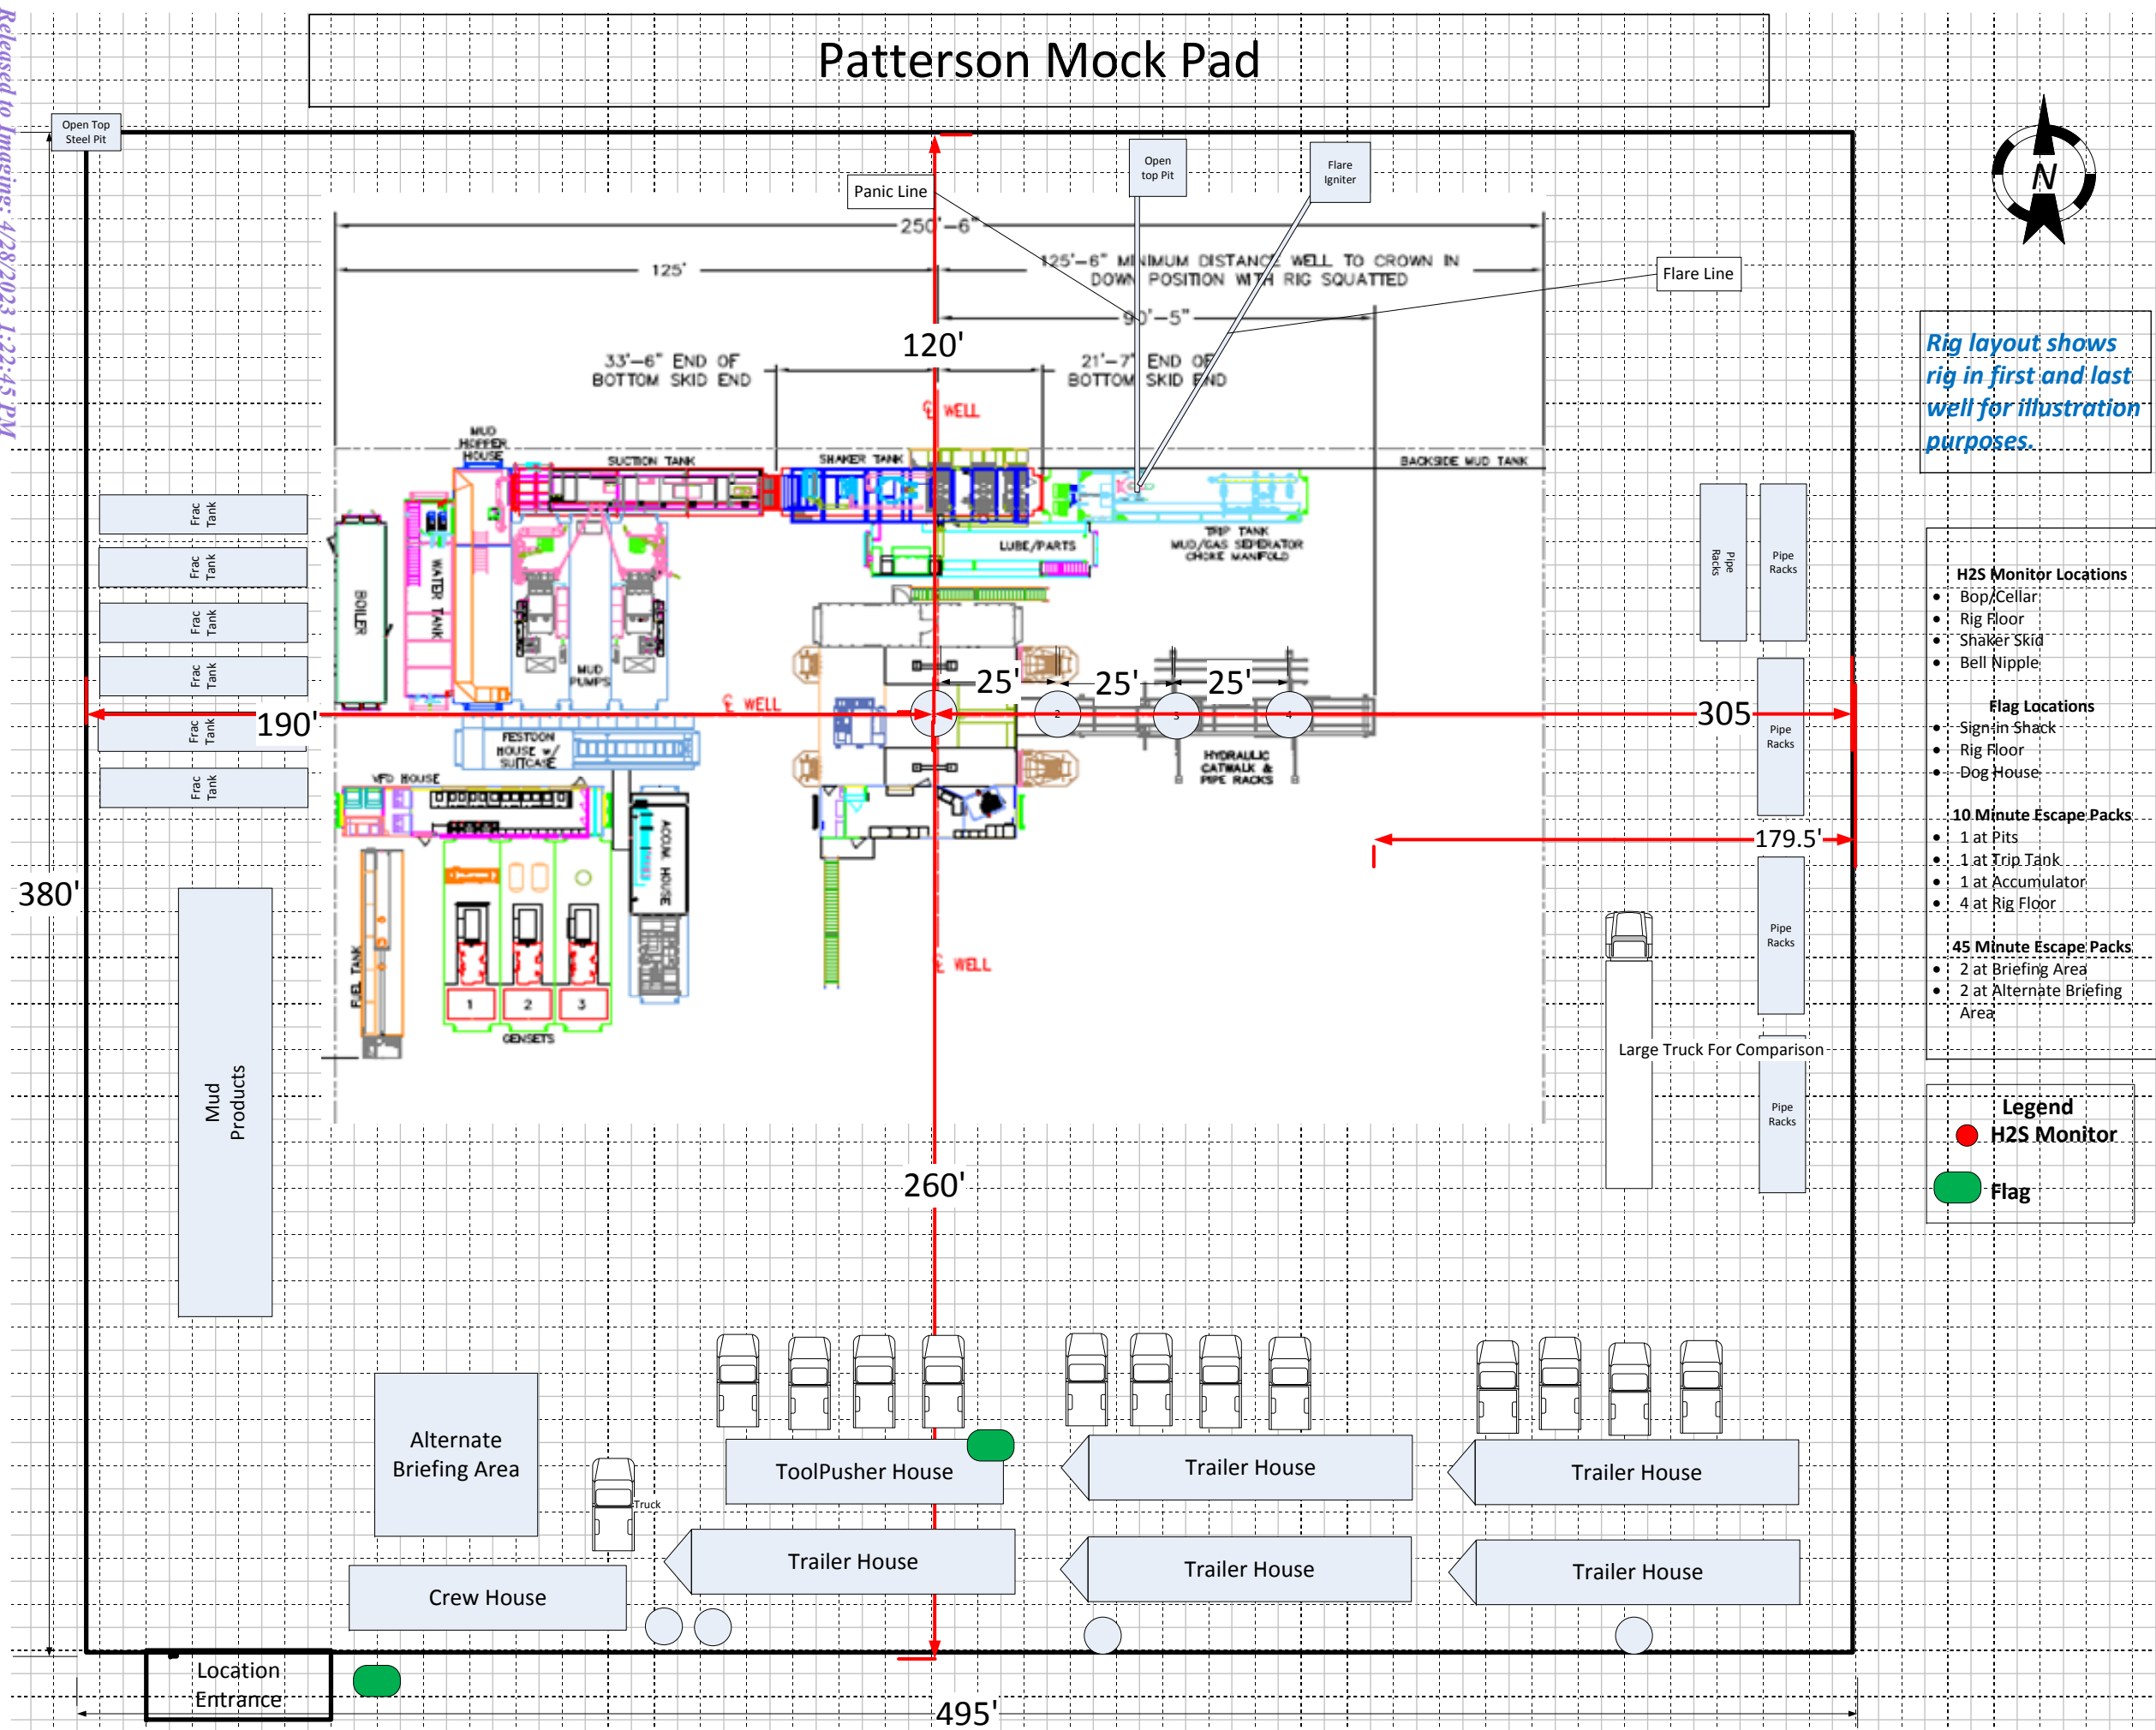 Released to Imaging: 4/28/2023 1:22:45 PM
Patterson Mock Pad
Open Top
Steel Pit
Open
top Pit
Flare
Igniter
N
Panic Line
250'-6"
125'
125'-6" MINIMUM DISTANCE WELL TO CROWN IN
DOWN POSITION WITH RIG SQUATTED
Flare Line
90'-5"
120'
33'-6" END OF
BOTTOM SKID END
21'-7" END OF
BOTTOM SKID END
℄ WELL
Rig layout shows
rig in first and last
well for illustration
purposes.
MUD
HOPPER
HOUSE
SUCTION TANK
SHAKER TANK
BACKSIDE MUD TANK
Frac
Tank
Frac
Tank
Frac
Tank
Frac
Tank
Frac
Tank
Frac
Tank
BOILER
WATER TANK
MUD
PUMPS
LUBE/PARTS
TRIP TANK
MUD/GAS SEPERATOR
CHOKE MANIFOLD
Pipe
Racks
Pipe
Racks
Pipe
Racks
Pipe
Racks
Pipe
Racks
25'
25'
25'
2
3
4
190'
℄ WELL
305
FESTOON
HOUSE w/
SUITCASE
HYDRAULIC
CATWALK &
PIPE RACKS
VFD HOUSE
ACCUM. HOUSE
179.5'
380'
FUEL TANK
1
2
3
GENSETS
℄ WELL
Mud
Products
Large Truck For Comparison
260'
H2S Monitor Locations
• Bop/Cellar
• Rig Floor
• Shaker Skid
• Bell Nipple
Flag Locations
• Sign-in Shack
• Rig Floor
• Dog House
10 Minute Escape Packs
• 1 at Pits
• 1 at Trip Tank
• 1 at Accumulator
• 4 at Rig Floor
45 Minute Escape Packs
• 2 at Briefing Area
• 2 at Alternate Briefing
Area
Legend
H2S Monitor
Flag
Alternate
Briefing Area
Truck
ToolPusher House
Trailer House
Trailer House
Crew House
Trailer House
Trailer House
Trailer House
Location
Entrance
495'